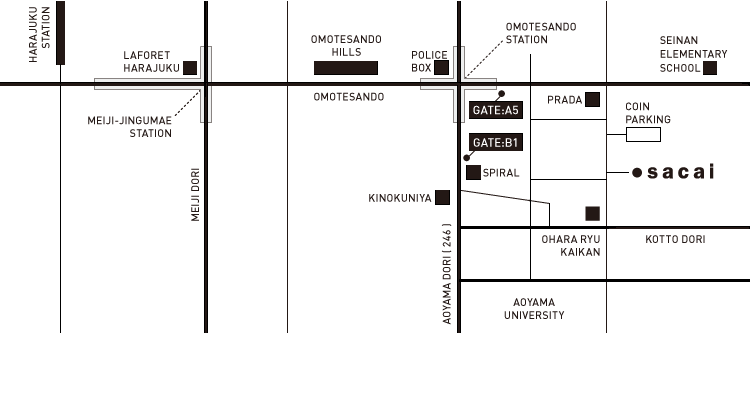 HARAJUKU
STATION
LAFORET
HARAJUKU
OMOTESANDO
HILLS
POLICE
BOX
OMOTESANDO
STATION
SEINAN
ELEMENTARY
SCHOOL
OMOTESANDO
MEIJI-JINGUMAE
STATION
GATE:A5
PRADA
COIN
PARKING
GATE:B1
SPIRAL
sacai
MEIJI DORI
KINOKUNIYA
AOYAMA DORI ( 246 )
OHARA RYU
KAIKAN
KOTTO DORI
AOYAMA
UNIVERSITY